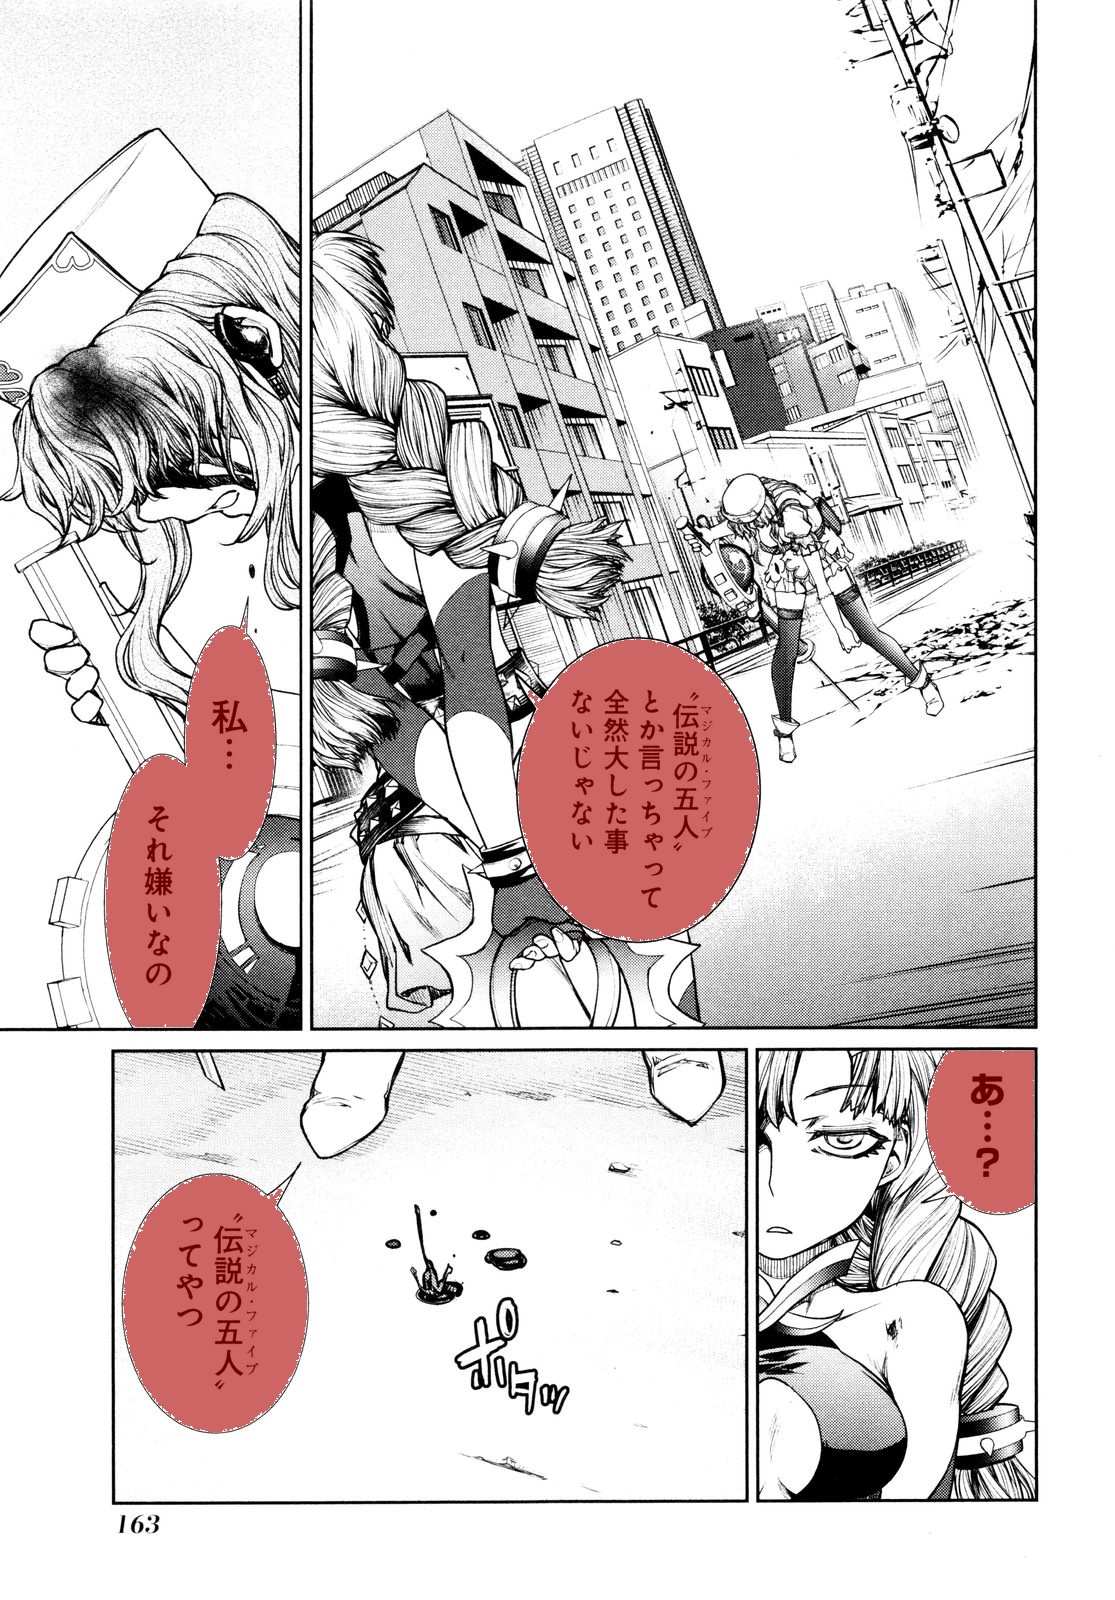 “伝説の五人”
マジカル・ファイブ
とか言っちゃって
全然大した事
ないじゃない
私…
それ嫌いなの
あ…?
“伝説の五人”
マジカル・ファイブ
ってやつ
ポタッ
163